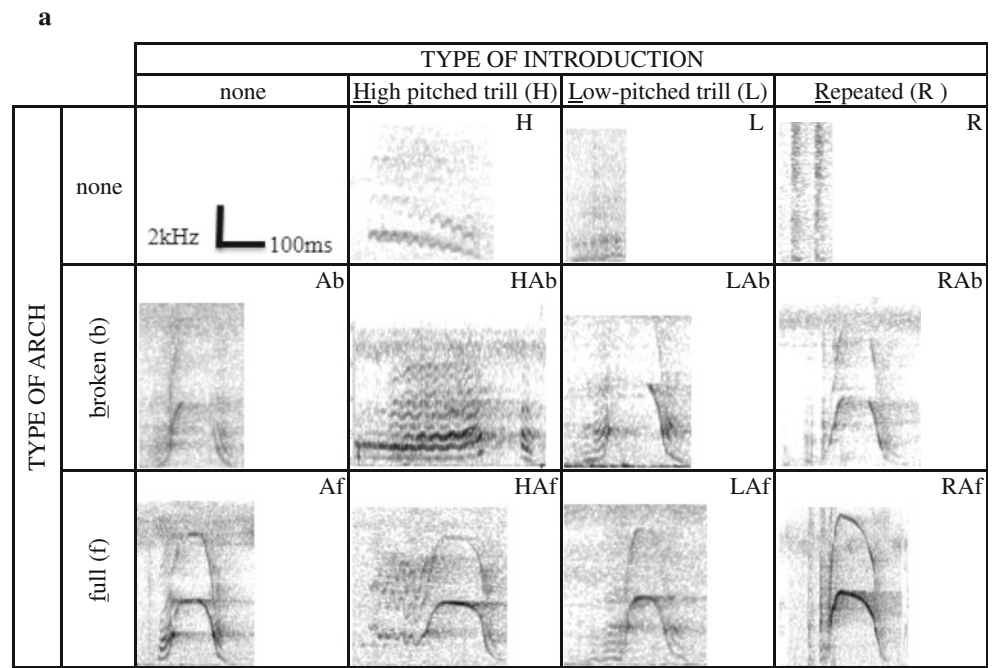 a
TYPE OF INTRODUCTION
none
High pitched trill (H)
Low-pitched trill (L)
Repeated (R )
TYPE OF ARCH
none
2kHz
100ms
H
L
R
broken (b)
Ab
HAb
LAb
RAb
full (f)
Af
HAf
LAf
RAf